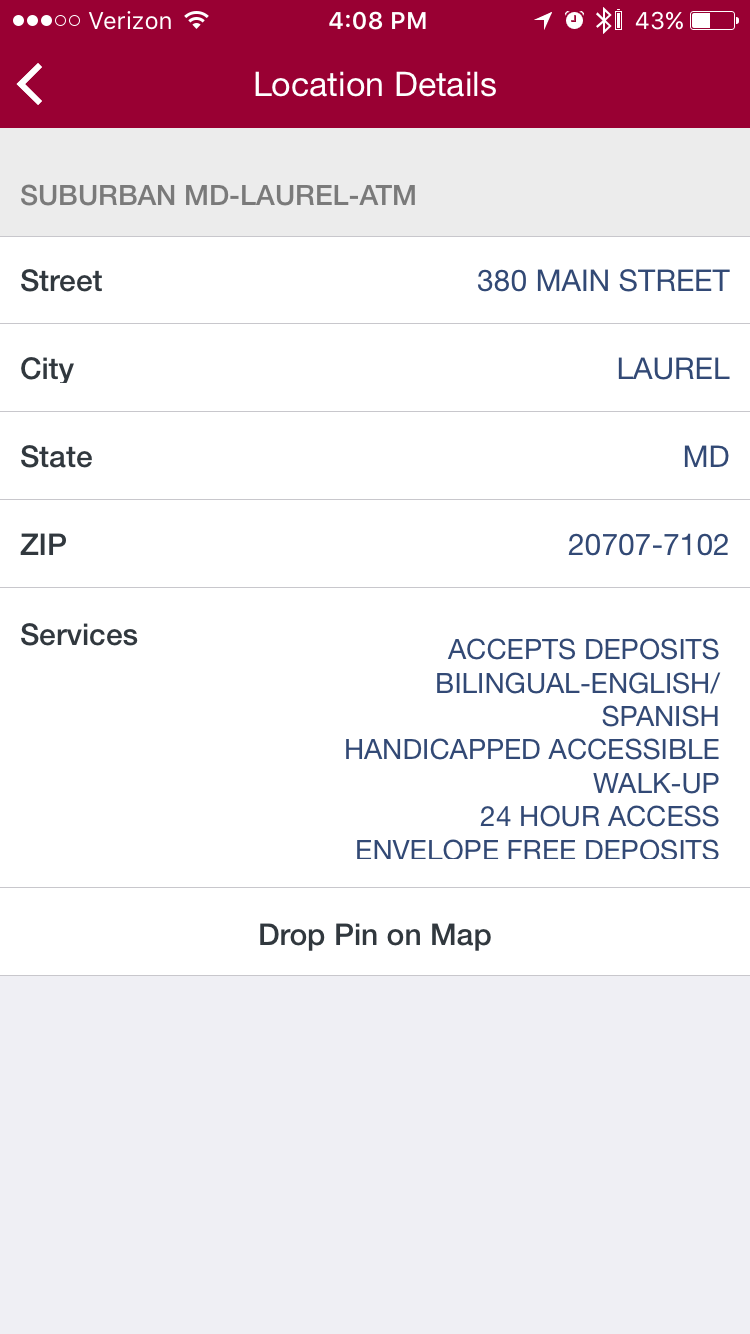 Verizon 4:08 PM 43%
Location Details
SUBURBAN MD-LAUREL-ATM
Street 380 MAIN STREET
City LAUREL
State MD
ZIP 20707-7102
Services
ACCEPTS DEPOSITS
BILINGUAL-ENGLISH/
SPANISH
HANDICAPPED ACCESSIBLE
WALK-UP
24 HOUR ACCESS
ENVELOPE FREE DEPOSITS
Drop Pin on Map